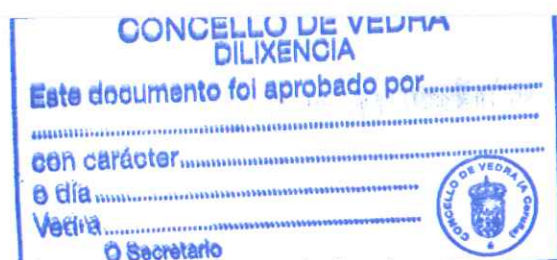 CONCELLO DE VEDRA
DILIXENCIA
Este documento foi aprobado por....................
....................................................................
con carácter....................................
o día....................................
Vedra....................................
O Secretario
CONCELLO DE VEDRA (A Coruña)